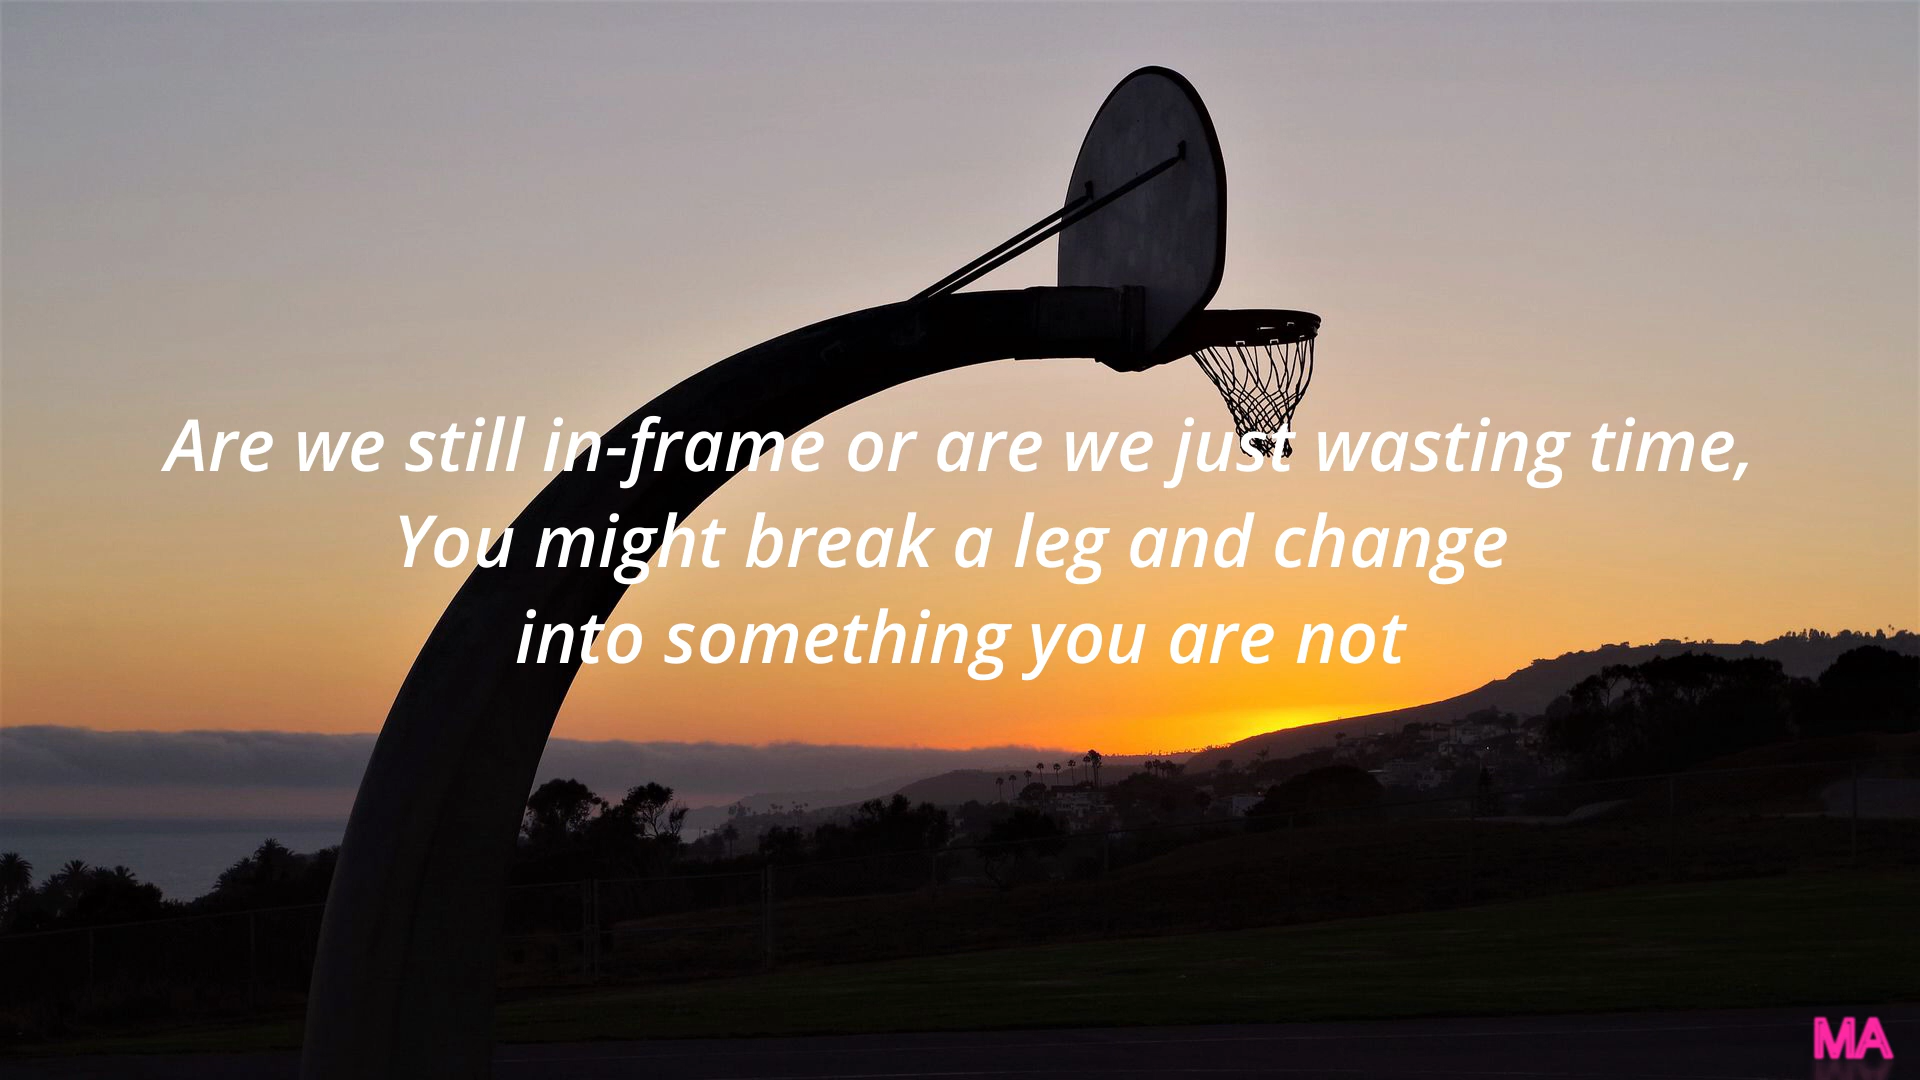 Are we still in-frame or are we just wasting time,
You might break a leg and change
into something you are not
MA